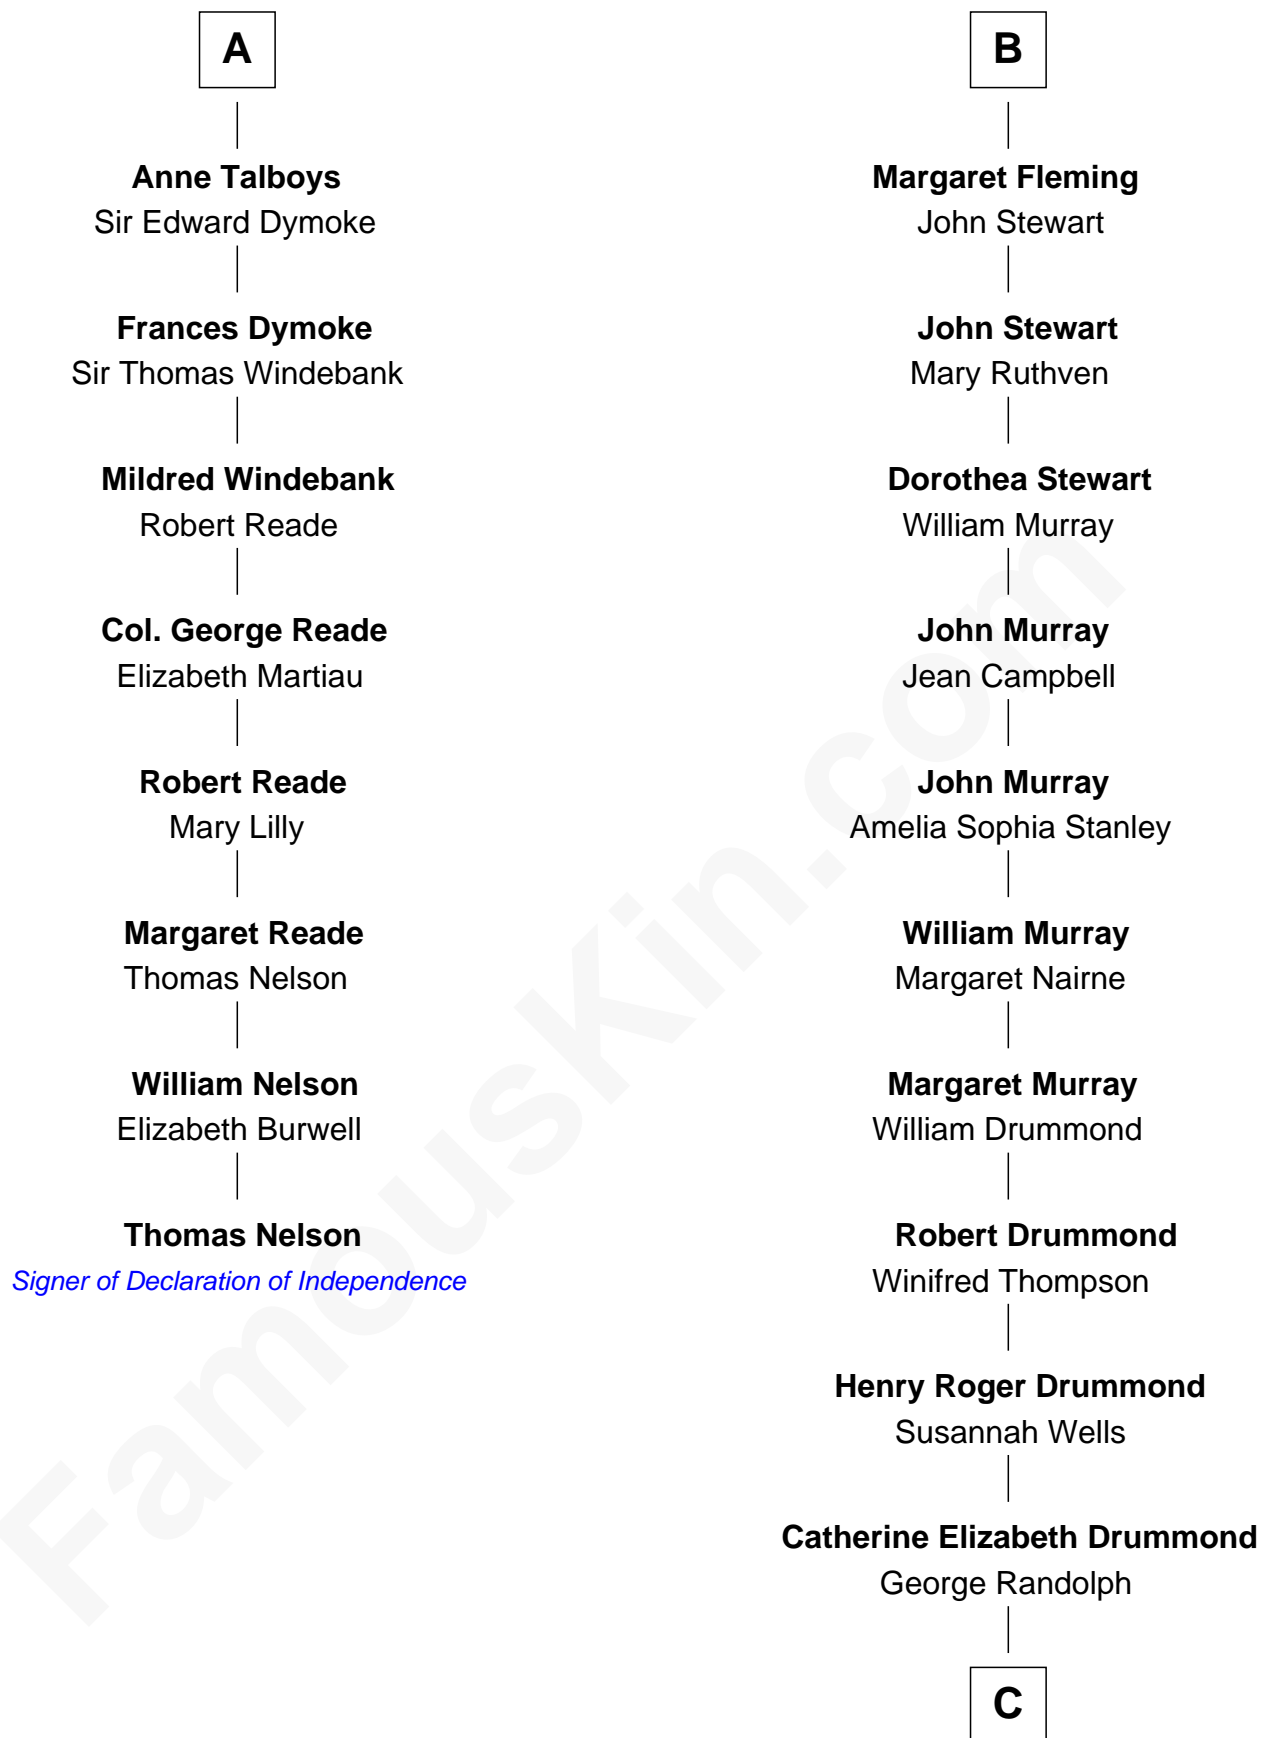 A
Anne Talboys
Sir Edward Dymoke
Frances Dymoke
Sir Thomas Windebank
Mildred Windebank
Robert Reade
Col. George Reade
Elizabeth Martiau
Robert Reade
Mary Lilly
Margaret Reade
Thomas Nelson
William Nelson
Elizabeth Burwell
Thomas Nelson
Signer of Declaration of Independence
B
Margaret Fleming
John Stewart
John Stewart
Mary Ruthven
Dorothea Stewart
William Murray
John Murray
Jean Campbell
John Murray
Amelia Sophia Stanley
William Murray
Margaret Nairne
Margaret Murray
William Drummond
Robert Drummond
Winifred Thompson
Henry Roger Drummond
Susannah Wells
Catherine Elizabeth Drummond
George Randolph
C
FamousKin.com